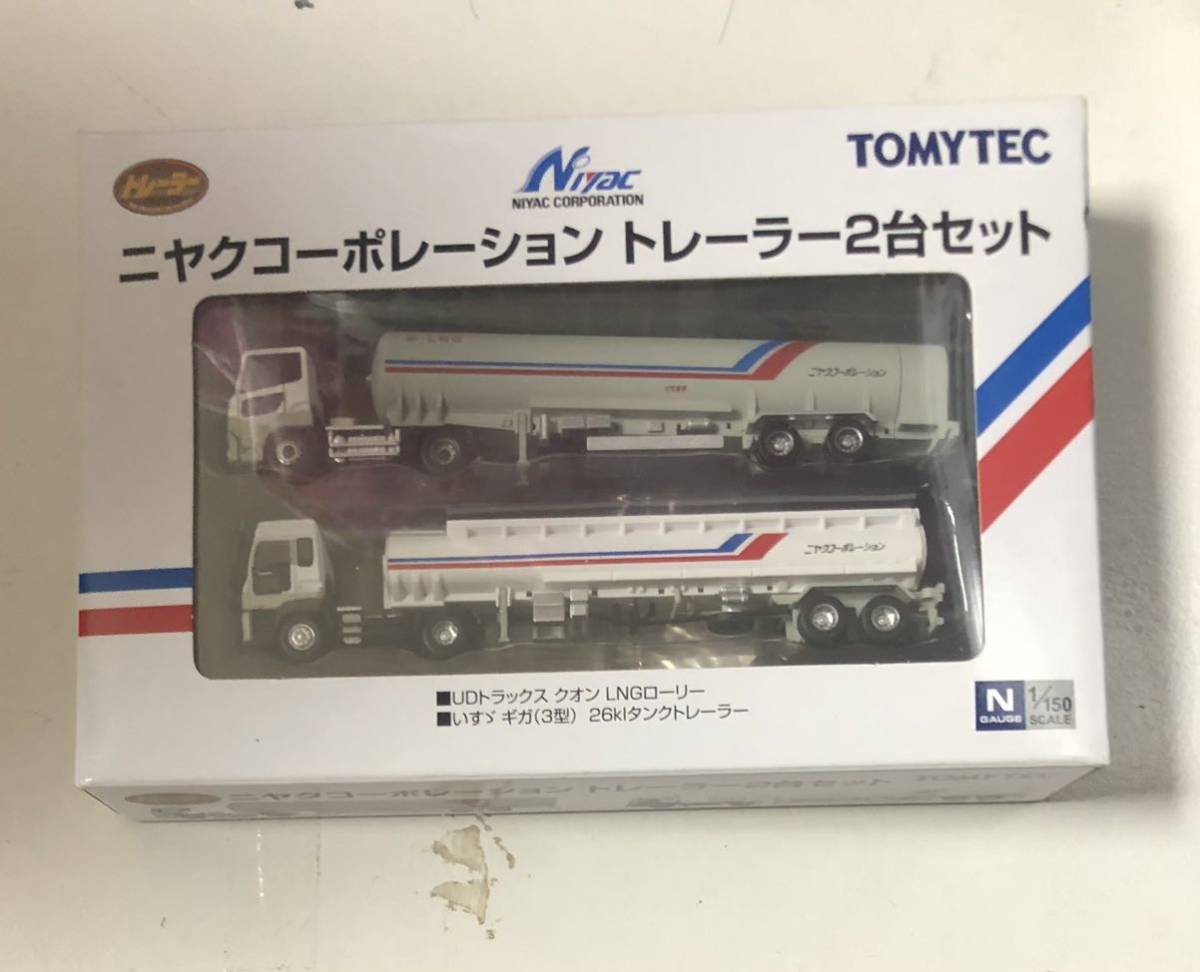 トレーラー
Niyac
NIYAC CORPORATION
TOMYTEC
ニヤクコーポレーション トレーラー2台セット
ニヤクコーポレーション
ニヤクコーポレーション
■UDトラックス クオン LNGローリー
■いすゞ ギガ(3型) 26klタンクトレーラー
N
GAUGE
1/150
SCALE
ニヤクコーポレーション トレーラー2台セット TOMYTEC